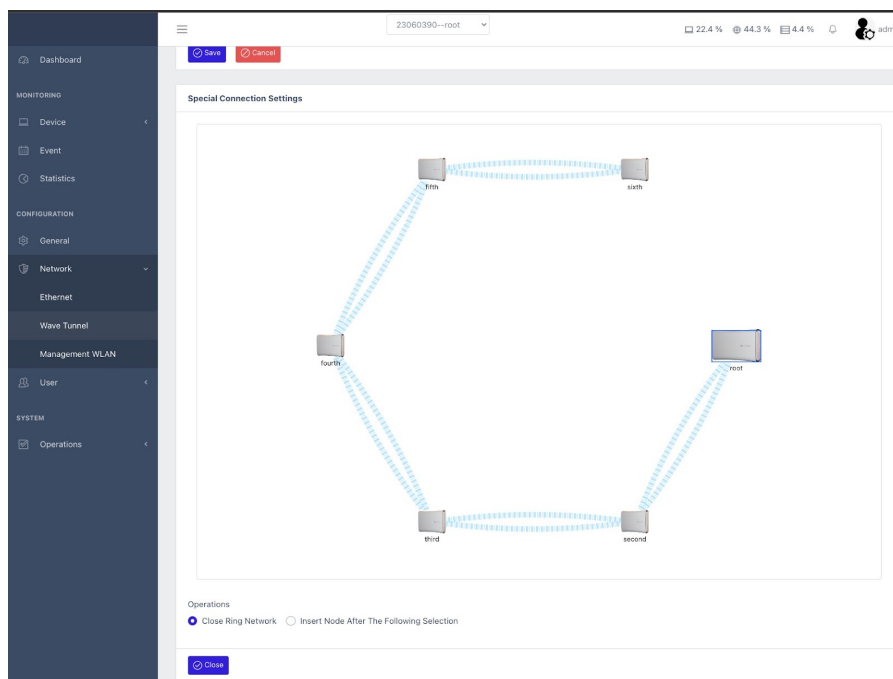 23060390--root
22.4 %
44.3 %
4.4 %
adm
Save
Cancel
Dashboard
MONITORING
Device
Event
Statistics
CONFIGURATION
General
Network
Ethernet
Wave Tunnel
Management WLAN
User
SYSTEM
Operations
Special Connection Settings
fifth
sixth
fourth
root
third
second
Operations
Close Ring Network
Insert Node After The Following Selection
Close